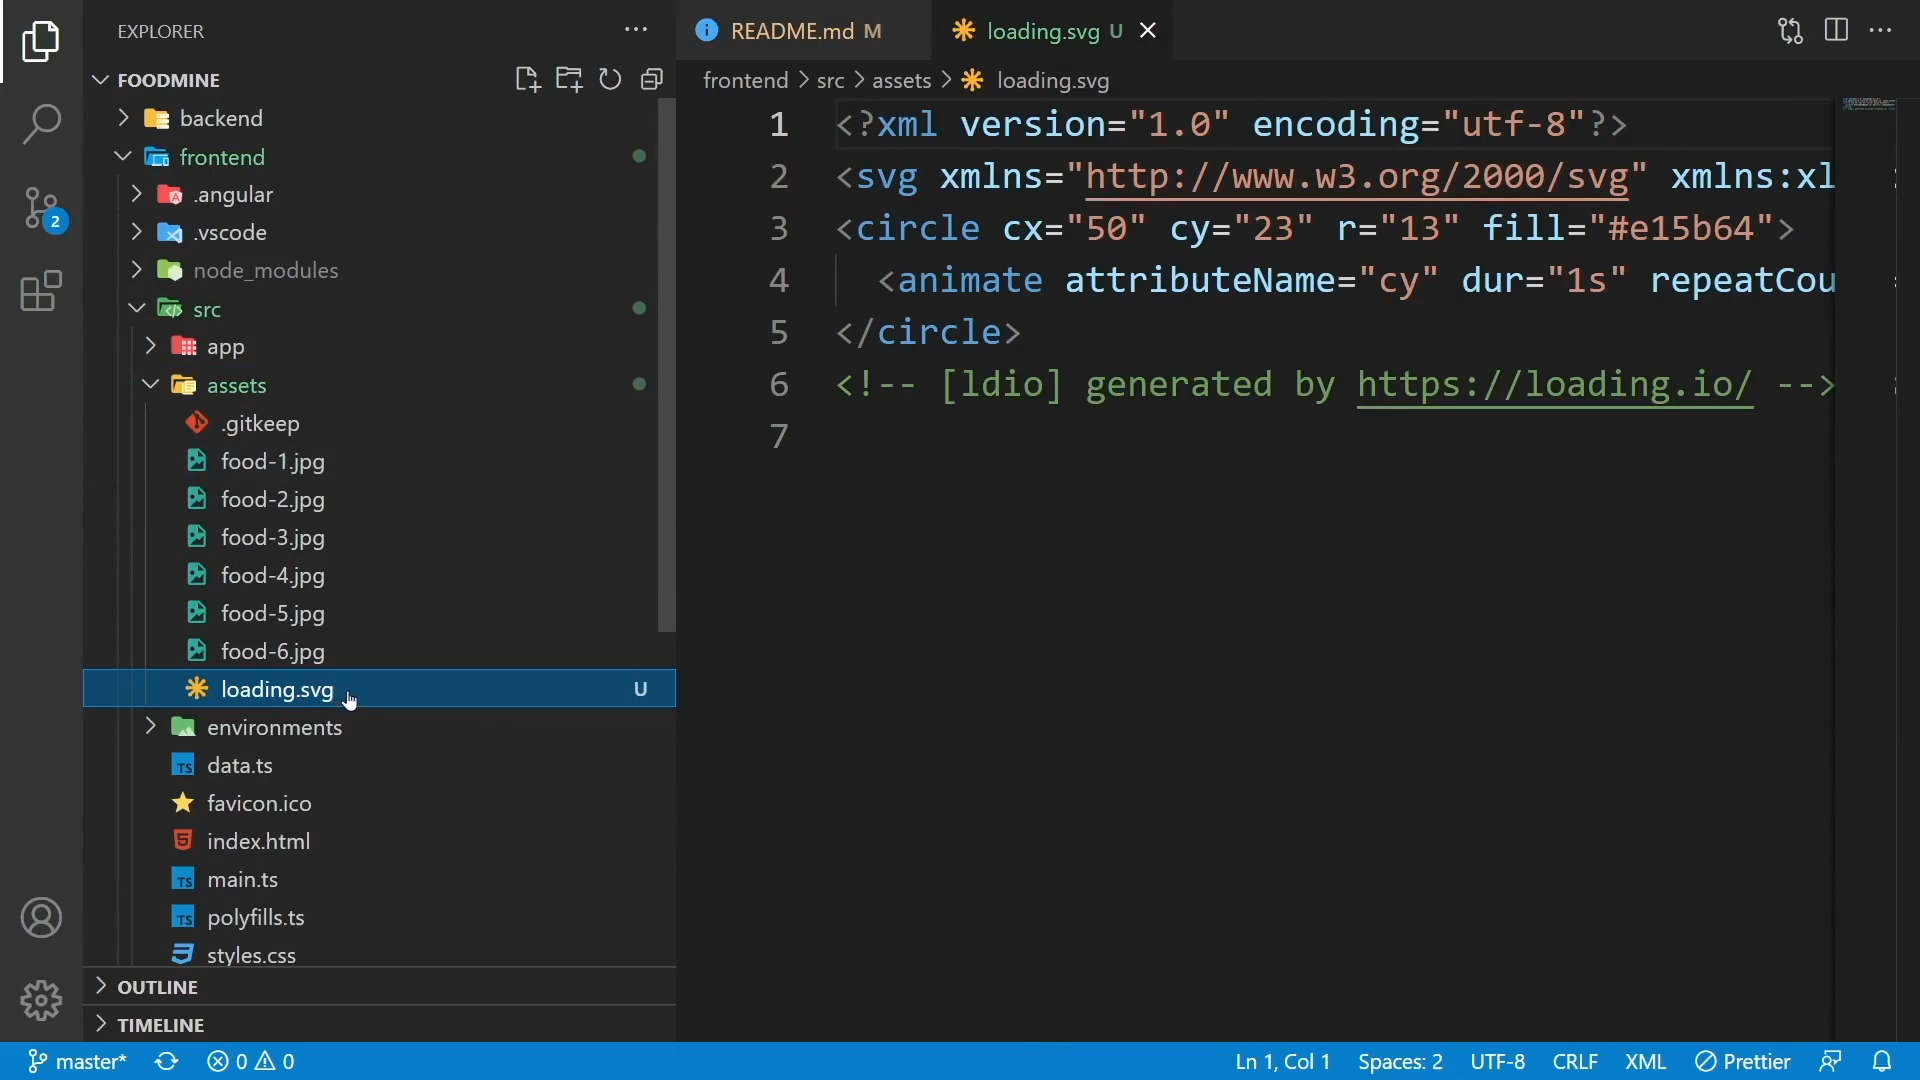 EXPLORER
FOODMINE
backend
frontend
.angular
.vscode
node_modules
src
app
assets
.gitkeep
food-1.jpg
food-2.jpg
food-3.jpg
food-4.jpg
food-5.jpg
food-6.jpg
loading.svg U
environments
data.ts
favicon.ico
index.html
main.ts
polyfills.ts
styles.css
OUTLINE
TIMELINE
2
README.md M
loading.svg U
frontend > src > assets > loading.svg
1 <?xml version="1.0" encoding="utf-8"?>
2 <svg xmlns="http://www.w3.org/2000/svg" xmlns:xl
3 <circle cx="50" cy="23" r="13" fill="#e15b64">
4 <animate attributeName="cy" dur="1s" repeatCou
5 </circle>
6 <!-- [ldio] generated by https://loading.io/ -->
7
master* 0 0 Ln 1, Col 1 Spaces: 2 UTF-8 CRLF XML Prettier